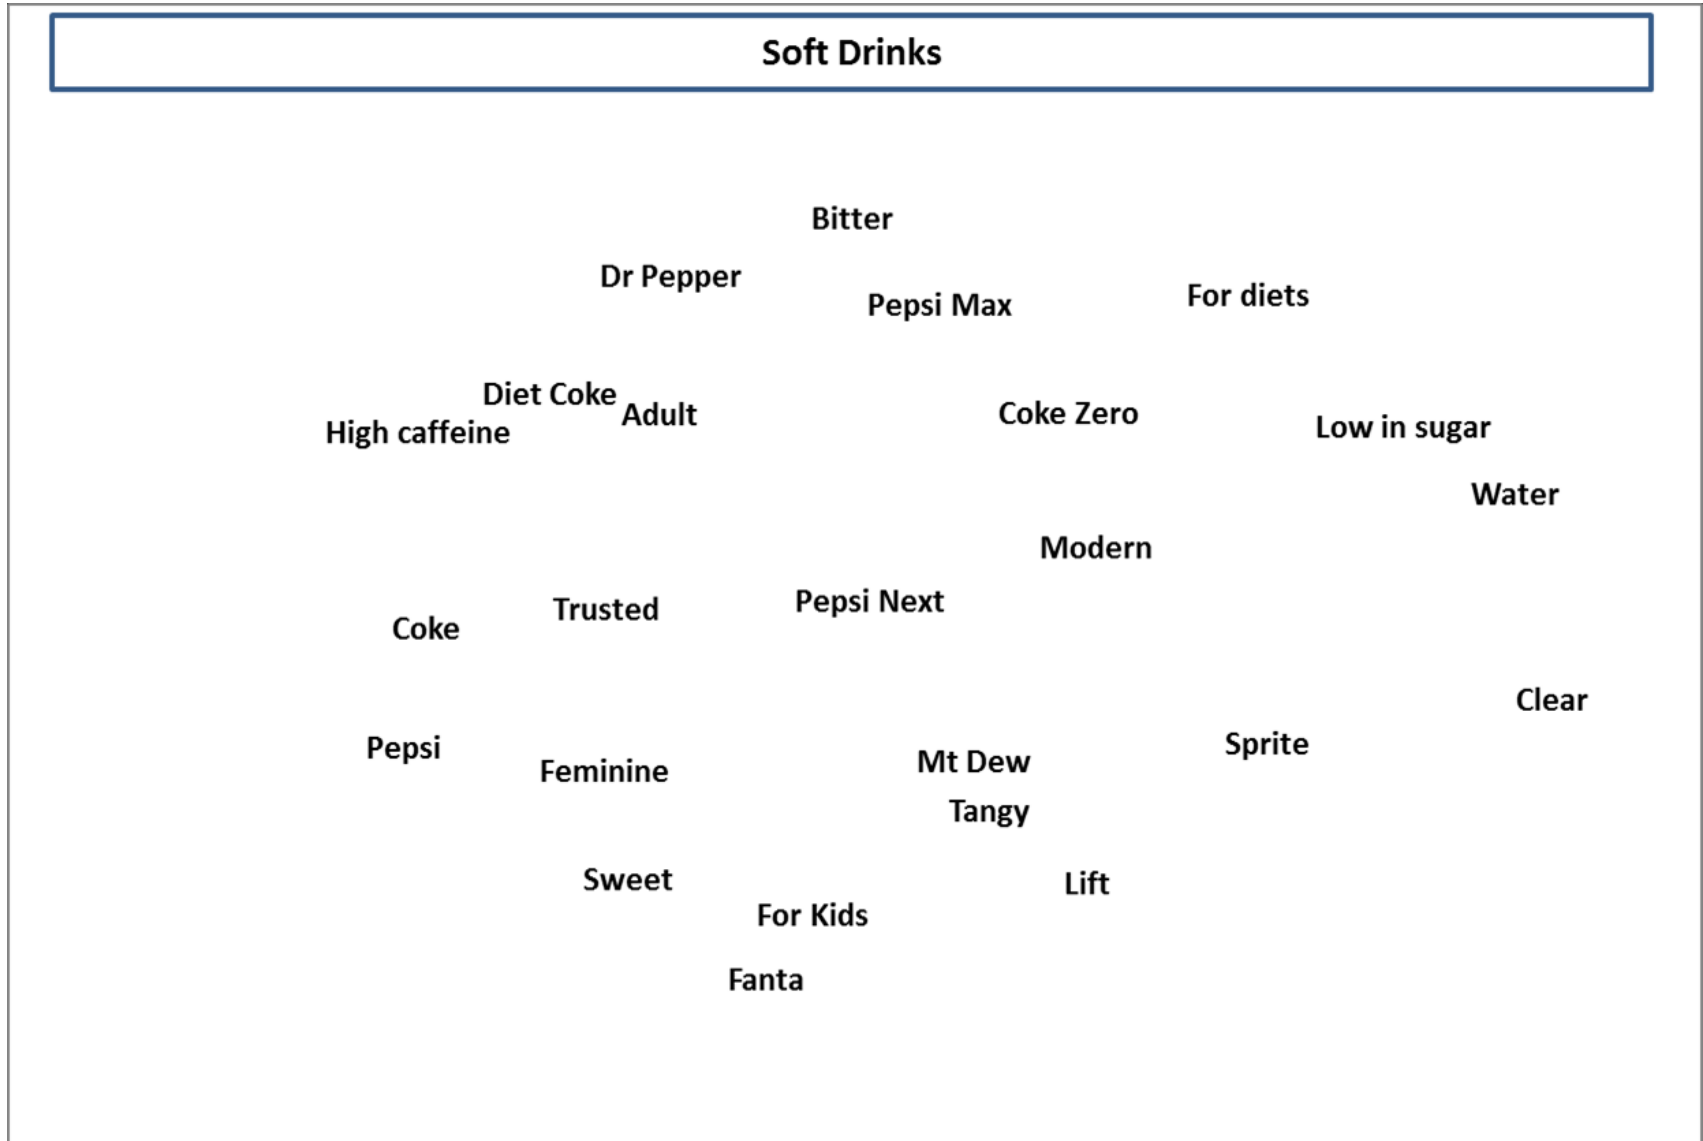 Soft Drinks
Bitter
Dr Pepper
Pepsi Max
For diets
Diet Coke
Adult
Coke Zero
High caffeine
Low in sugar
Water
Modern
Trusted
Pepsi Next
Coke
Clear
Pepsi
Sprite
Feminine
Mt Dew
Tangy
Sweet
Lift
For Kids
Fanta